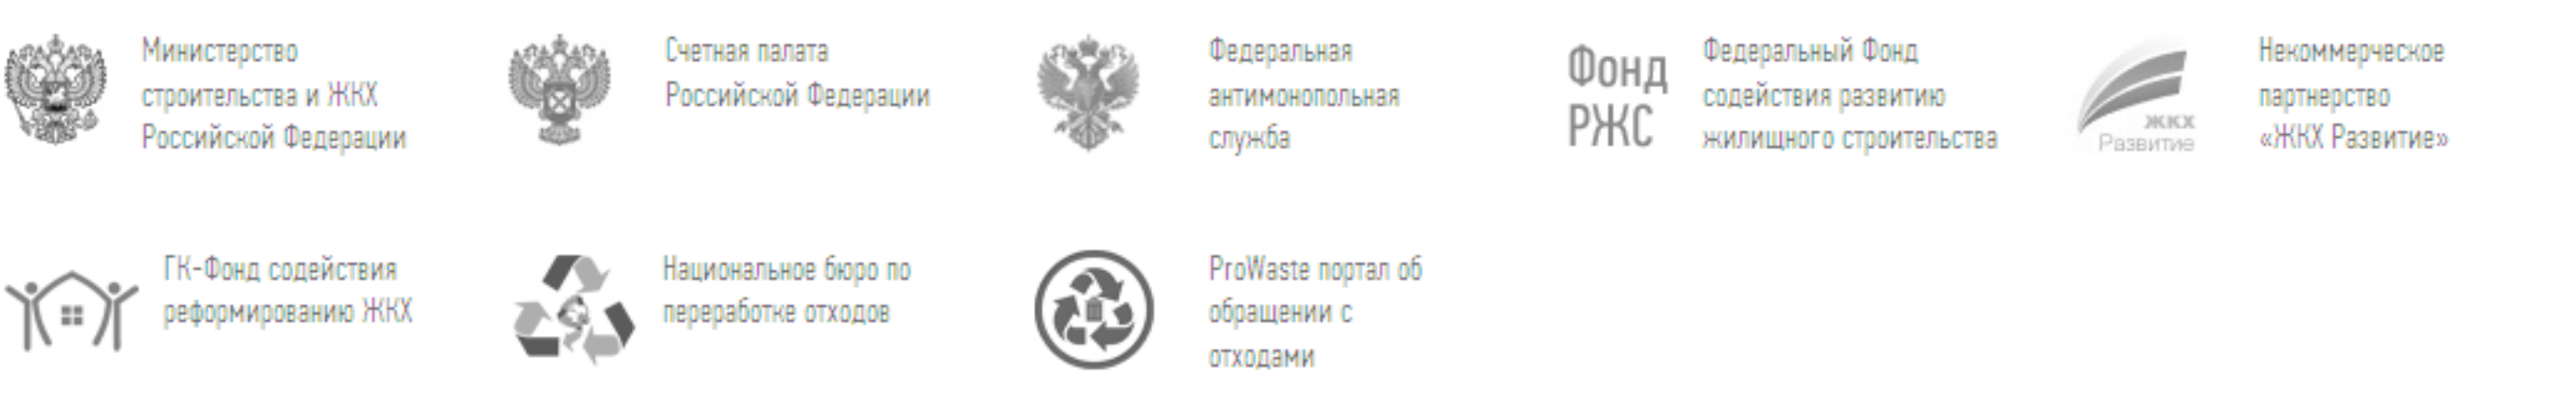 Министерство
строительства и ЖКХ
Российской Федерации
Счетная палата
Российской Федерации
Федеральная
антимонопольная
служба
Фонд
РЖС
Федеральный Фонд
содействия развитию
жилищного строительства
ЖКХ
Развитие
Некоммерческое
партнерство
«ЖКХ Развитие»
ГК-Фонд содействия
реформированию ЖКХ
Национальное бюро по
переработке отходов
ProWaste портал об
обращении с
отходами